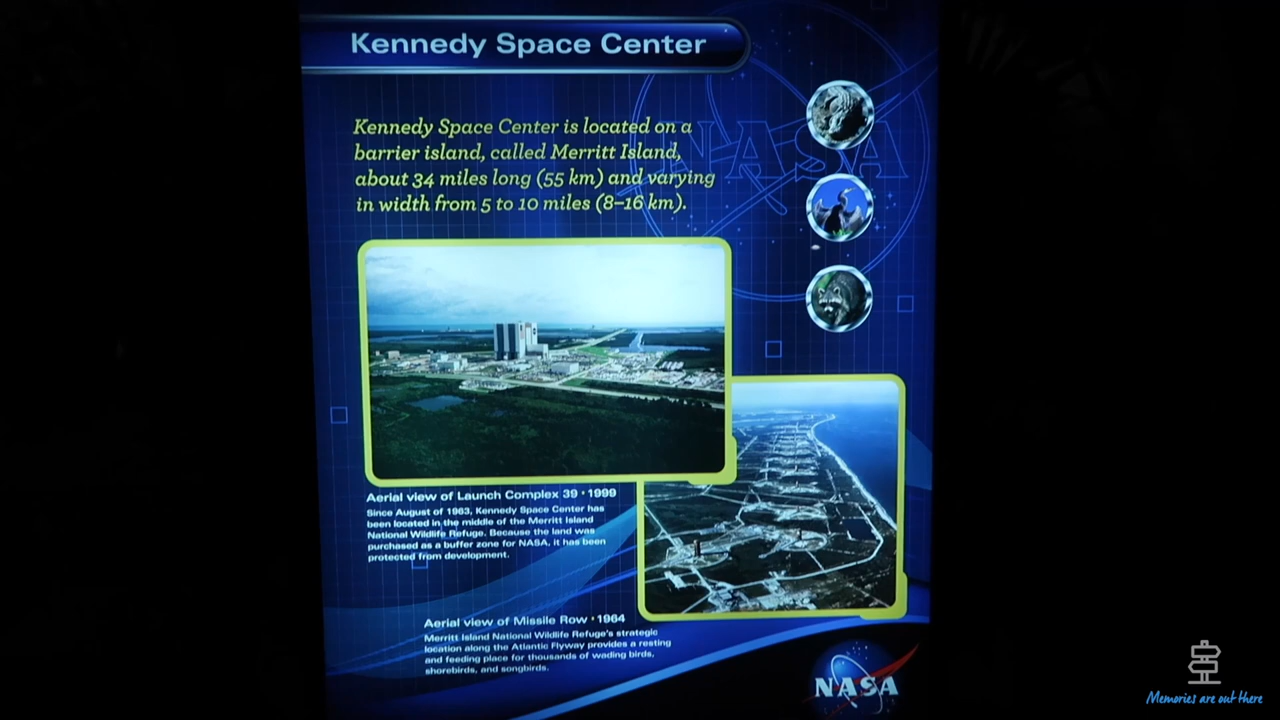 Kennedy Space Center
NASA
Kennedy Space Center is located on a
barrier island, called Merritt Island,
about 34 miles long (55 km) and varying
in width from 5 to 10 miles (8–16 km).
Aerial view of Launch Complex 39 • 1999
Since August of 1963, Kennedy Space Center has
been located in the middle of the Merritt Island
National Wildlife Refuge. Because the land was
purchased as a buffer zone for NASA, it has been
protected from development.
Aerial view of Missile Row • 1964
Merritt Island National Wildlife Refuge's strategic
location along the Atlantic Flyway provides a resting
and feeding place for thousands of wading birds,
shorebirds, and songbirds.
NASA
Memories are out there